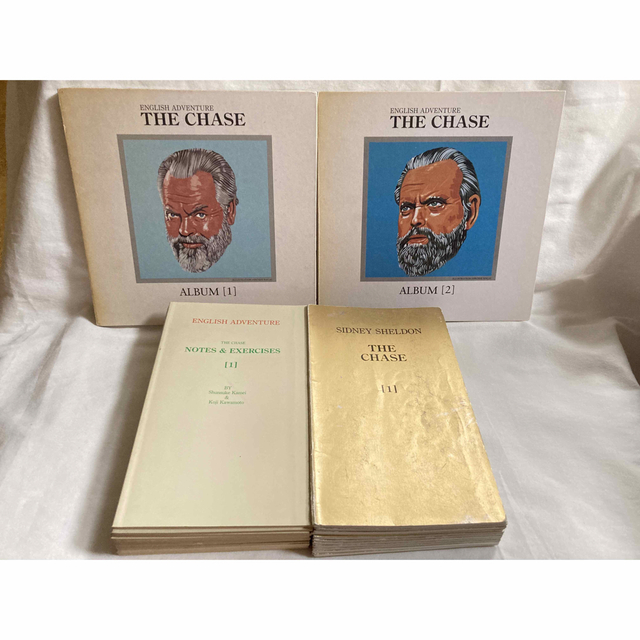 ENGLISH ADVENTURE
THE CHASE
ALBUM [1]
ENGLISH ADVENTURE
THE CHASE
ALBUM [2]
ENGLISH ADVENTURE
THE CHASE
NOTES & EXERCISES
[1]
BY
&
SIDNEY SHELDON
THE
CHASE
[1]